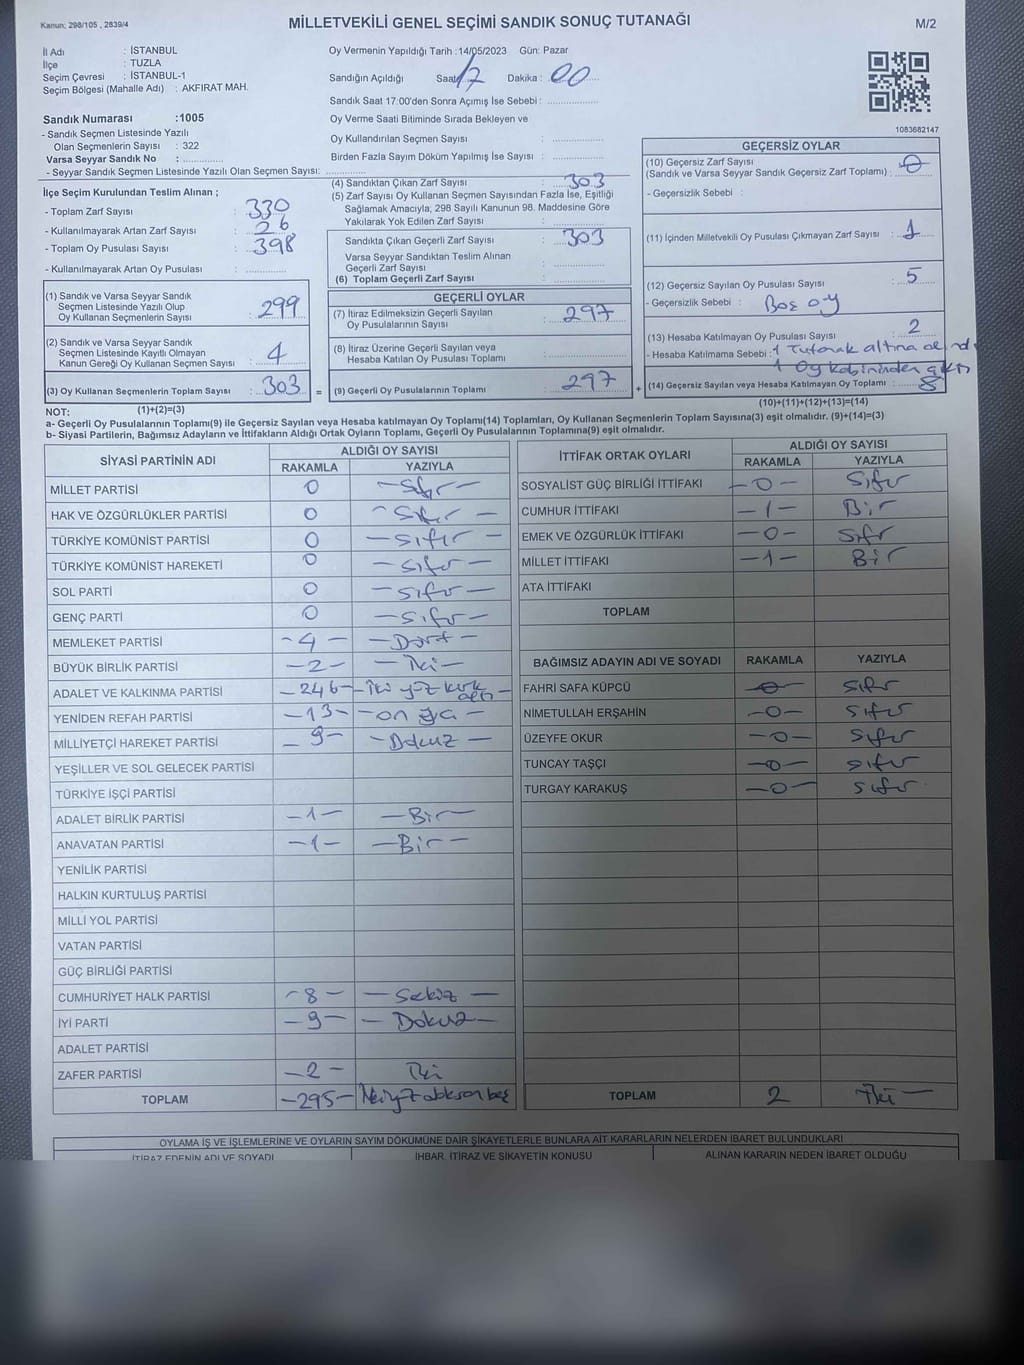 Kanun; 298/105 , 2839/4
MİLLETVEKİLİ GENEL SEÇİMİ SANDIK SONUÇ TUTANAĞI
M/2
İl Adı : İSTANBUL
İlçe : TUZLA
Seçim Çevresi : İSTANBUL-1
Seçim Bölgesi (Mahalle Adı) : AKFIRAT MAH.
Oy Vermenin Yapıldığı Tarih :14/05/2023 Gün: Pazar
Sandığın Açıldığı Saat 17 Dakika : 00
Sandık Saat 17:00'den Sonra Açımış İse Sebebi :
Sandık Numarası :1005
- Sandık Seçmen Listesinde Yazılı
Olan Seçmenlerin Sayısı : 322
Varsa Seyyar Sandık No :
- Seyyar Sandık Seçmen Listesinde Yazılı Olan Seçmen Sayısı:
Oy Verme Saati Bitiminde Sırada Bekleyen ve
Oy Kullandırılan Seçmen Sayısı :
Birden Fazla Sayım Döküm Yapılmış İse Sayısı :
1083682147
İlçe Seçim Kurulundan Teslim Alınan ;
- Toplam Zarf Sayısı : 330
- Kullanılmayarak Artan Zarf Sayısı : 26
- Toplam Oy Pusulası Sayısı : 398
- Kullanılmayarak Artan Oy Pusulası :
(1) Sandık ve Varsa Seyyar Sandık
Seçmen Listesinde Yazılı Olup
Oy Kullanan Seçmenlerin Sayısı : 299
(2) Sandık ve Varsa Seyyar Sandık
Seçmen Listesinde Kayıtlı Olmayan
Kanun Gereği Oy Kullanan Seçmen Sayısı : 4
(3) Oy Kullanan Seçmenlerin Toplam Sayısı : 303
(4) Sandıktan Çıkan Zarf Sayısı : 303
(5) Zarf Sayısı Oy Kullanan Seçmen Sayısından Fazla İse, Eşitliği
Sağlamak Amacıyla; 298 Sayılı Kanunun 98. Maddesine Göre
Yakılarak Yok Edilen Zarf Sayısı :
Sandıkta Çıkan Geçerli Zarf Sayısı : 303
Varsa Seyyar Sandıktan Teslim Alınan
Geçerli Zarf Sayısı :
(6) Toplam Geçerli Zarf Sayısı :
GEÇERLİ OYLAR
(7) İtiraz Edilmeksizin Geçerli Sayılan
Oy Pusulalarının Sayısı : 297
(8) İtiraz Üzerine Geçerli Sayılan veya
Hesaba Katılan Oy Pusulası Toplamı :
= (9) Geçerli Oy Pusulalarının Toplamı : 297
GEÇERSİZ OYLAR
(10) Geçersiz Zarf Sayısı
(Sandık ve Varsa Seyyar Sandık Geçersiz Zarf Toplamı) : 0
- Geçersizlik Sebebi :
(11) İçinden Milletvekili Oy Pusulası Çıkmayan Zarf Sayısı : 1
(12) Geçersiz Sayılan Oy Pusulası Sayısı : 5
- Geçersizlik Sebebi : Boş oy
(13) Hesaba Katılmayan Oy Pusulası Sayısı : 2
- Hesaba Katılmama Sebebi : 1 Tutanak altına alındı
1 Oy kabininden çıktı
+ (14) Geçersiz Sayılan veya Hesaba Katılmayan Oy Toplamı : 8
NOT: (1)+(2)=(3)
(10)+(11)+(12)+(13)=(14)
a- Geçerli Oy Pusulalarının Toplamı(9) ile Geçersiz Sayılan veya Hesaba katılmayan Oy Toplamı(14) Toplamları, Oy Kullanan Seçmenlerin Toplam Sayısına(3) eşit olmalıdır. (9)+(14)=(3)
b- Siyasi Partilerin, Bağımsız Adayların ve İttifakların Aldığı Ortak Oyların Toplamı, Geçerli Oy Pusulalarının Toplamına(9) eşit olmalıdır.
SİYASİ PARTİNİN ADI ALDIĞI OY SAYISI
RAKAMLA YAZIYLA
MİLLET PARTİSİ 0 - Sıfır -
HAK VE ÖZGÜRLÜKLER PARTİSİ 0 - Sıfır -
TÜRKİYE KOMÜNİST PARTİSİ 0 - Sıfır -
TÜRKİYE KOMÜNİST HAREKETİ 0 - Sıfır -
SOL PARTİ 0 - Sıfır -
GENÇ PARTİ 0 - Sıfır -
MEMLEKET PARTİSİ - 4 - - Dört -
BÜYÜK BİRLİK PARTİSİ - 2 - - İki -
ADALET VE KALKINMA PARTİSİ - 246 - - İki yüz kırk altı -
YENİDEN REFAH PARTİSİ - 13 - - on üç -
MİLLİYETÇİ HAREKET PARTİSİ - 9 - - Dokuz -
YEŞİLLER VE SOL GELECEK PARTİSİ
TÜRKİYE İŞÇİ PARTİSİ
ADALET BİRLİK PARTİSİ - 1 - - Bir -
ANAVATAN PARTİSİ - 1 - - Bir -
YENİLİK PARTİSİ
HALKIN KURTULUŞ PARTİSİ
MİLLİ YOL PARTİSİ
VATAN PARTİSİ
GÜÇ BİRLİĞİ PARTİSİ
CUMHURİYET HALK PARTİSİ - 8 - - Sekiz -
İYİ PARTİ - 9 - - Dokuz -
ADALET PARTİSİ
ZAFER PARTİSİ - 2 - İki
TOPLAM - 295 - İkiyüz doksan beş
İTTİFAK ORTAK OYLARI ALDIĞI OY SAYISI
RAKAMLA YAZIYLA
SOSYALİST GÜÇ BİRLİĞİ İTTİFAKI - 0 - Sıfır
CUMHUR İTTİFAKI - 1 - Bir
EMEK VE ÖZGÜRLÜK İTTİFAKI - 0 - Sıfır
MİLLET İTTİFAKI - 1 - Bir
ATA İTTİFAKI
TOPLAM
BAĞIMSIZ ADAYIN ADI VE SOYADI RAKAMLA YAZIYLA
FAHRİ SAFA KÜPCÜ - 0 - Sıfır
NİMETULLAH ERŞAHİN - 0 - Sıfır
ÜZEYFE OKUR - 0 - Sıfır
TUNCAY TAŞÇI - 0 - Sıfır
TURGAY KARAKUŞ - 0 - Sıfır
TOPLAM 2 İki -
OYLAMA İŞ VE İŞLEMLERİNE VE OYLARIN SAYIM DÖKÜMÜNE DAİR ŞİKAYETLERLE BUNLARA AİT KARARLARIN NELERDEN İBARET BULUNDUKLARI
İTİRAZ EDENİN ADI VE SOYADI İHBAR, İTİRAZ VE ŞİKAYETİN KONUSU ALINAN KARARIN NEDEN İBARET OLDUĞU